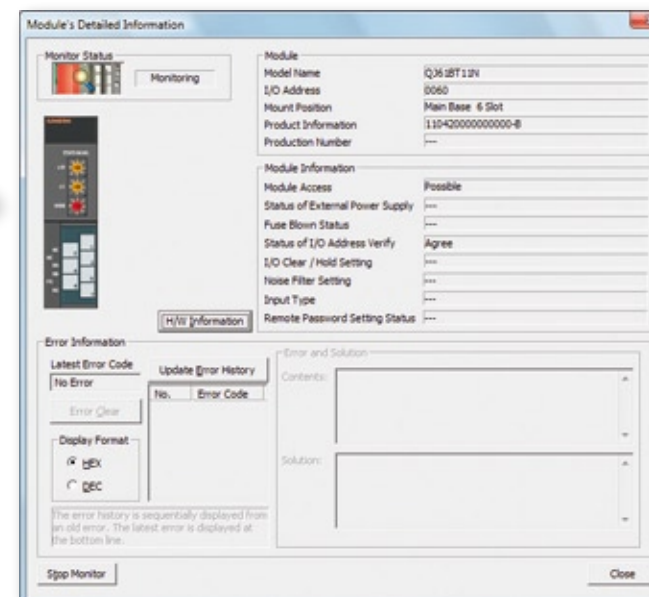 Module's Detailed Information
Monitor Status
Monitoring
Module
Model Name QJ61BT11N
I/O Address 0060
Mount Position Main Base 6 Slot
Product Information 110420000000000-B
Production Number ---
Module Information
Module Access Possible
Status of External Power Supply ---
Fuse Blown Status ---
Status of I/O Address Verify Agree
I/O Clear / Hold Setting ---
Noise Filter Setting ---
Input Type ---
Remote Password Setting Status ---
H/W Information
Error Information
Latest Error Code
No Error
Error Clear
Display Format
HEX
DEC
Update Error History
No. Error Code
The error history is sequentially displayed from
an old error. The latest error is displayed at
the bottom line.
Error and Solution
Contents:
Solution:
Stop Monitor
Close